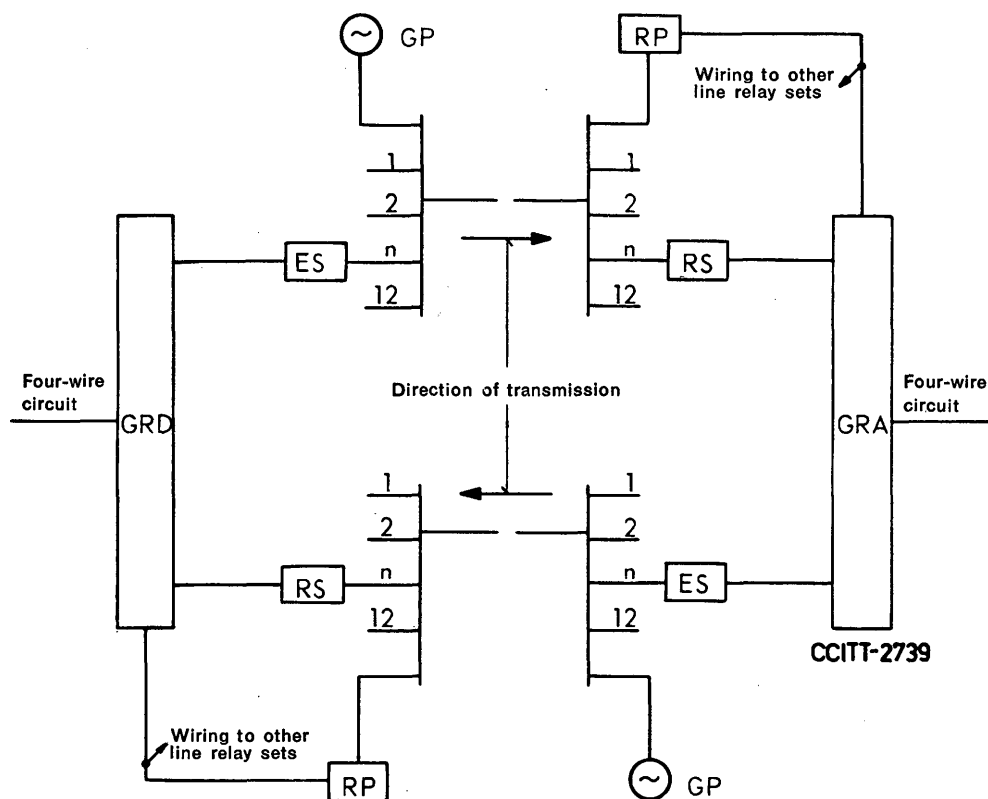 GP
RP
Wiring to other
line relay sets
1
1
2
2
n
n
ES
RS
12
12
Four-wire
circuit
Direction of transmission
Four-wire
circuit
GRD
GRA
1
1
2
2
n
n
RS
ES
12
12
CCITT-2739
Wiring to other
line relay sets
RP
GP